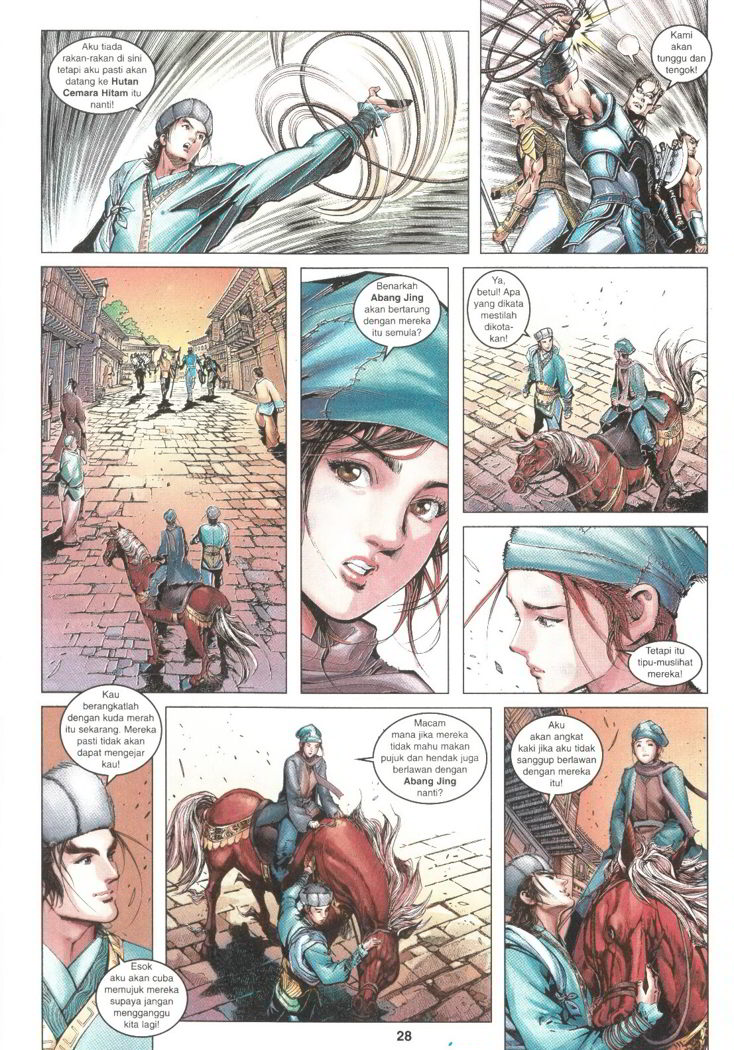 Aku tiada
rakan-rakan di sini
tetapi aku pasti akan
datang ke Hutan
Cemara Hitam itu
nanti!
Kami
akan
tunggu dan
tengok!
Benarkah
Abang Jing
akan bertarung
dengan mereka
itu semula?
Ya,
betul! Apa
yang dikata
mestilah
dikota-
kan!
Tetapi itu
tipu-muslihat
mereka!
Kau
berangkatlah
dengan kuda merah
itu sekarang. Mereka
pasti tidak akan
dapat mengejar
kau!
Esok
aku akan cuba
memujuk mereka
supaya jangan
mengganggu
kita lagi!
Macam
mana jika mereka
tidak mahu makan
pujuk dan hendak juga
berlawan dengan
Abang Jing
nanti?
Aku
akan angkat
kaki jika aku tidak
sanggup berlawan
dengan mereka
itu!
28